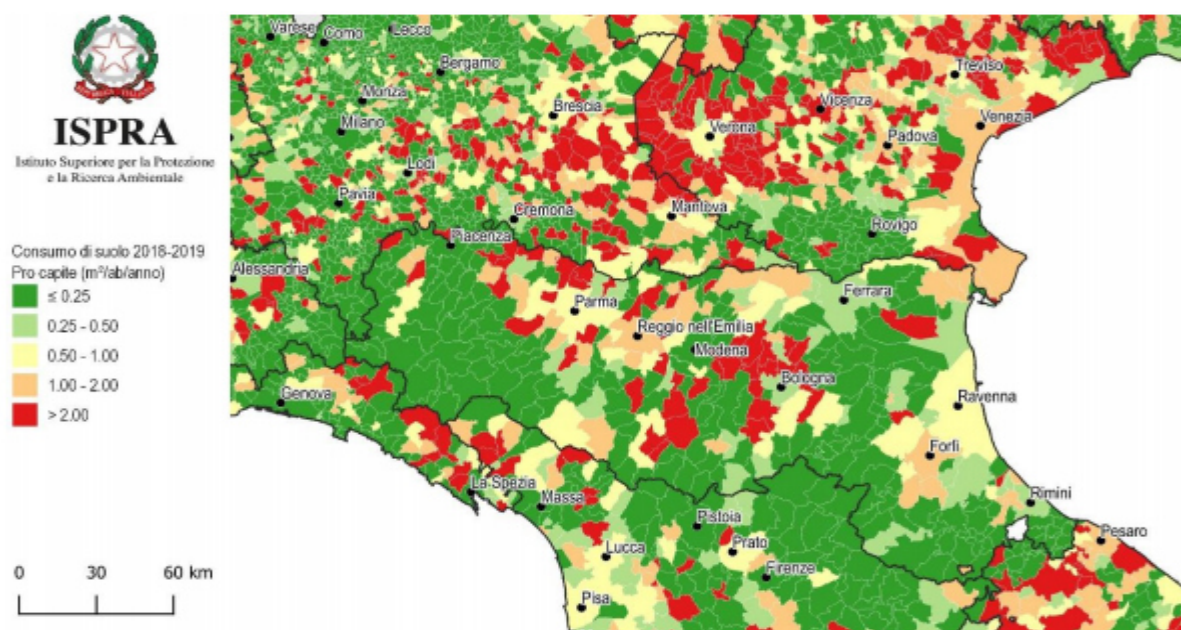 ISPRA
Istituto Superiore per la Protezione
e la Ricerca Ambientale
Consumo di suolo 2018-2019
Pro capite (m²/ab/anno)
≤ 0.25
0.25 - 0.50
0.50 - 1.00
1.00 - 2.00
> 2.00
0 30 60 km
Varese
Como
Lecco
Bergamo
Monza
Milano
Brescia
Treviso
Vicenza
Venezia
Verona
Padova
Lodi
Pavia
Cremona
Mantova
Rovigo
Piacenza
Alessandria
Parma
Ferrara
Reggio nell'Emilia
Modena
Bologna
Genova
Ravenna
Forlì
La Spezia
Massa
Rimini
Pistoia
Pesaro
Lucca
Prato
Firenze
Pisa